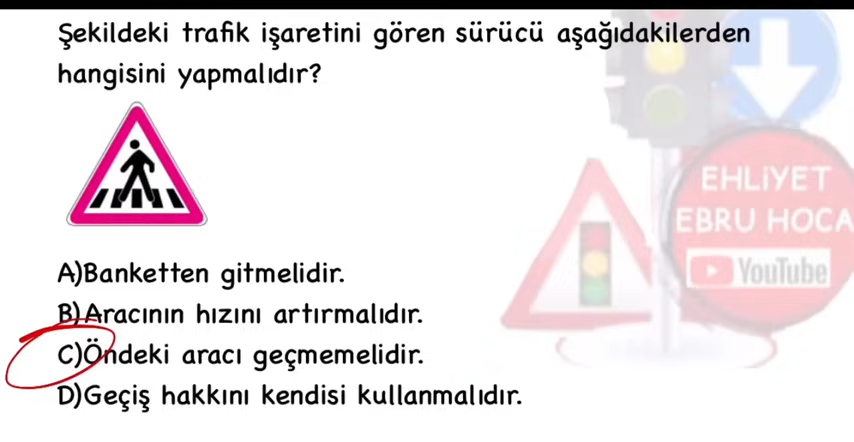 Şekildeki trafik işaretini gören sürücü aşağıdakilerden
hangisini yapmalıdır?
EHLİYET
EBRU HOCA
YouTube
A)Banketten gitmelidir.
B)Aracının hızını artırmalıdır.
C)Öndeki aracı geçmemelidir.
D)Geçiş hakkını kendisi kullanmalıdır.